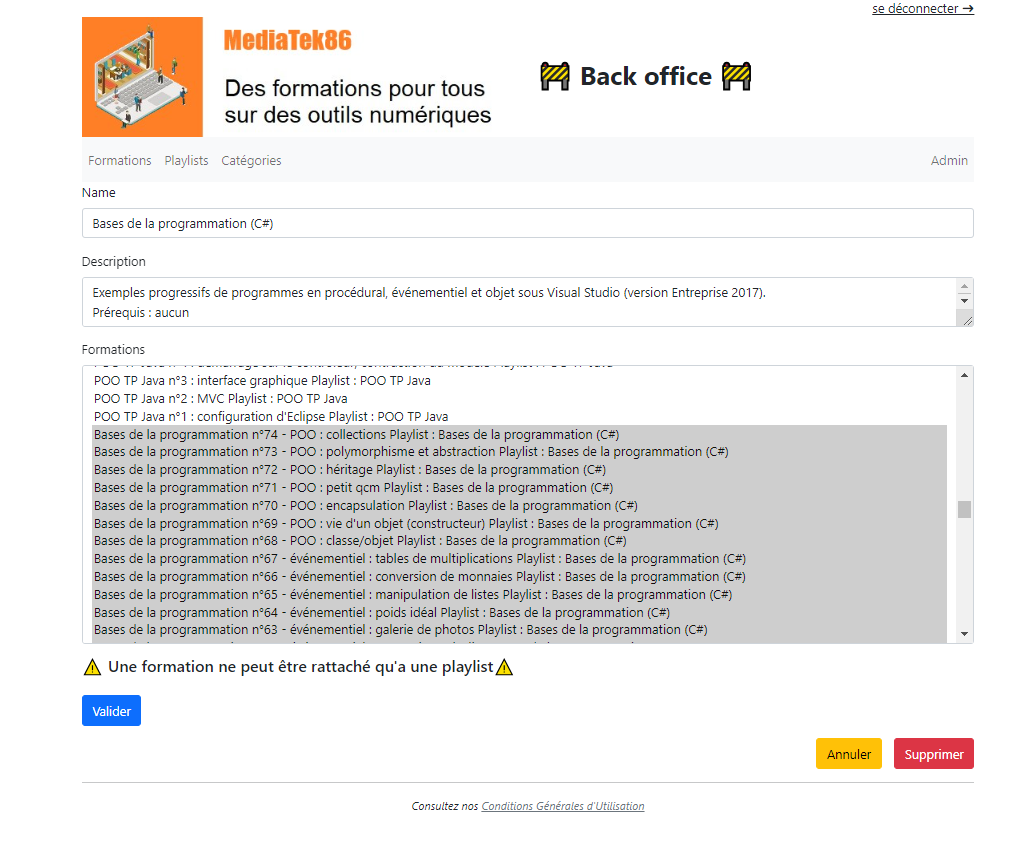 se déconnecter →
MediaTek86
Des formations pour tous
sur des outils numériques
Back office
Formations Playlists Catégories Admin
Name
Bases de la programmation (C#)
Description
Exemples progressifs de programmes en procédural, événementiel et objet sous Visual Studio (version Entreprise 2017).
Prérequis : aucun
Formations
POO TP Java n°3 : interface graphique Playlist : POO TP Java
POO TP Java n°2 : MVC Playlist : POO TP Java
POO TP Java n°1 : configuration d'Eclipse Playlist : POO TP Java
Bases de la programmation n°74 - POO : collections Playlist : Bases de la programmation (C#)
Bases de la programmation n°73 - POO : polymorphisme et abstraction Playlist : Bases de la programmation (C#)
Bases de la programmation n°72 - POO : héritage Playlist : Bases de la programmation (C#)
Bases de la programmation n°71 - POO : petit qcm Playlist : Bases de la programmation (C#)
Bases de la programmation n°70 - POO : encapsulation Playlist : Bases de la programmation (C#)
Bases de la programmation n°69 - POO : vie d'un objet (constructeur) Playlist : Bases de la programmation (C#)
Bases de la programmation n°68 - POO : classe/objet Playlist : Bases de la programmation (C#)
Bases de la programmation n°67 - événementiel : tables de multiplications Playlist : Bases de la programmation (C#)
Bases de la programmation n°66 - événementiel : conversion de monnaies Playlist : Bases de la programmation (C#)
Bases de la programmation n°65 - événementiel : manipulation de listes Playlist : Bases de la programmation (C#)
Bases de la programmation n°64 - événementiel : poids idéal Playlist : Bases de la programmation (C#)
Bases de la programmation n°63 - événementiel : galerie de photos Playlist : Bases de la programmation (C#)
Une formation ne peut être rattaché qu'a une playlist
Valider
Annuler Supprimer
Consultez nos Conditions Générales d'Utilisation